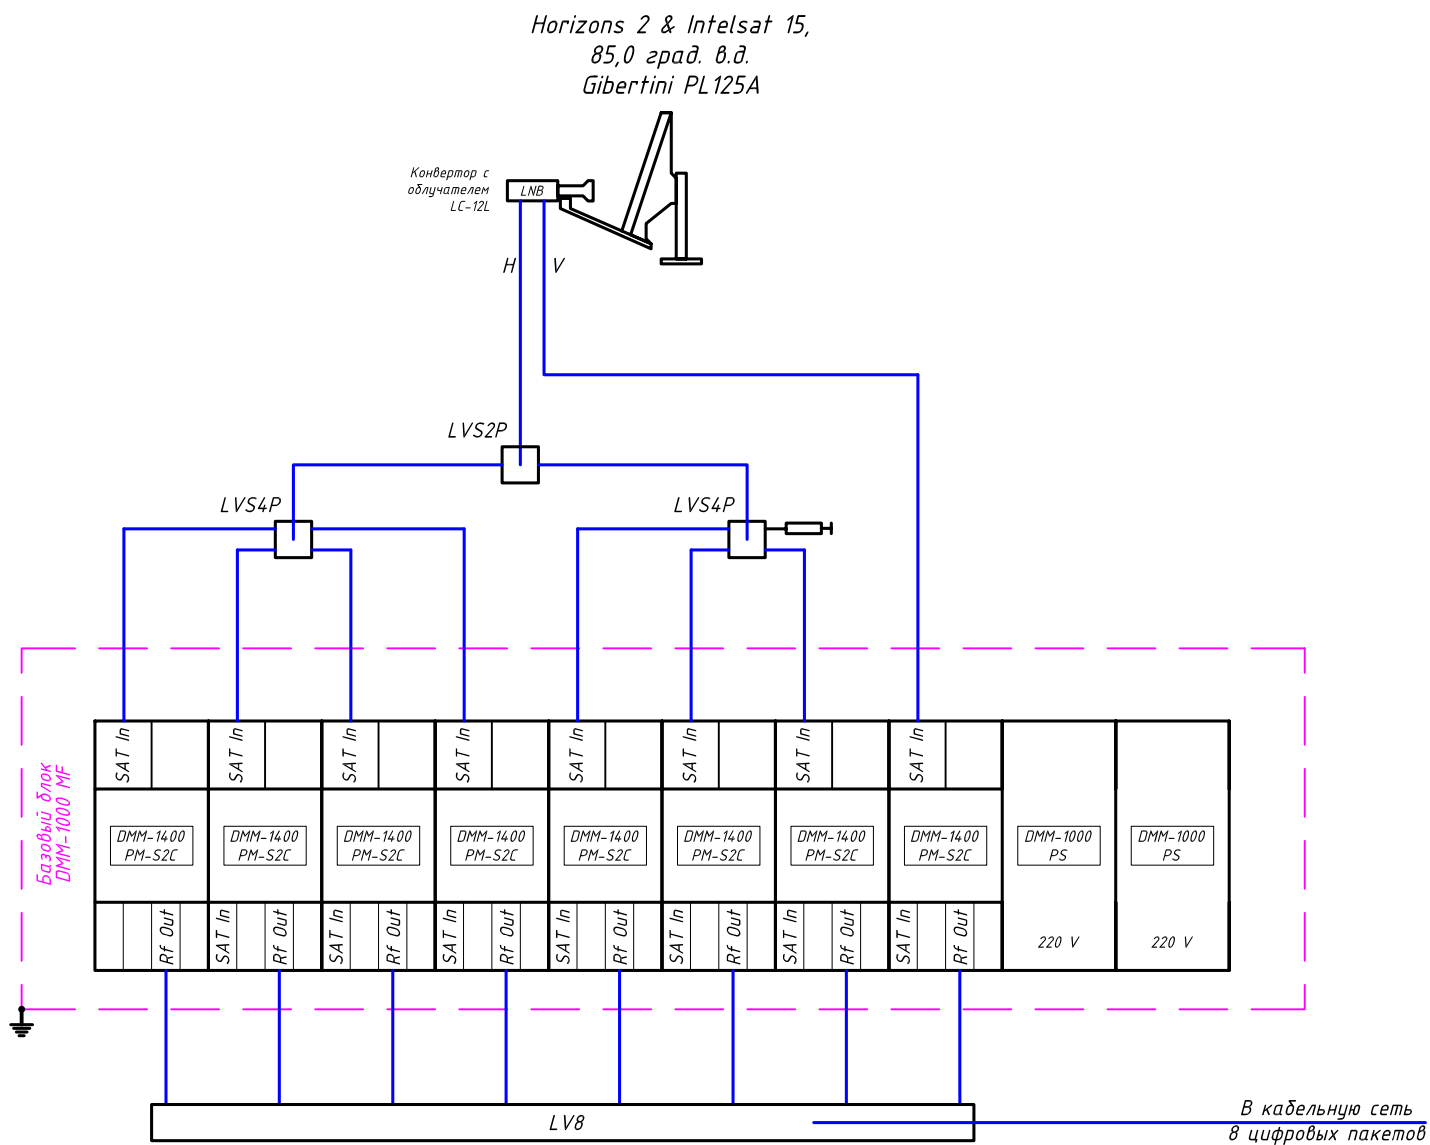 Horizons 2 & Intelsat 15,
85,0 град. в.д.
Gibertini PL125A
Конвертор с
облучателем
LC-12L
LNB
H
V
LVS2P
LVS4P
LVS4P
Базовый блок
DMM-1000 MF
SAT In
SAT In
SAT In
SAT In
SAT In
SAT In
SAT In
SAT In
DMM-1400
PM-S2C
DMM-1400
PM-S2C
DMM-1400
PM-S2C
DMM-1400
PM-S2C
DMM-1400
PM-S2C
DMM-1400
PM-S2C
DMM-1400
PM-S2C
DMM-1400
PM-S2C
DMM-1000
PS
DMM-1000
PS
Rf Out
SAT In
Rf Out
SAT In
Rf Out
SAT In
Rf Out
SAT In
Rf Out
SAT In
Rf Out
SAT In
Rf Out
SAT In
Rf Out
220 V
220 V
LV8
В кабельную сеть
8 цифровых пакетов